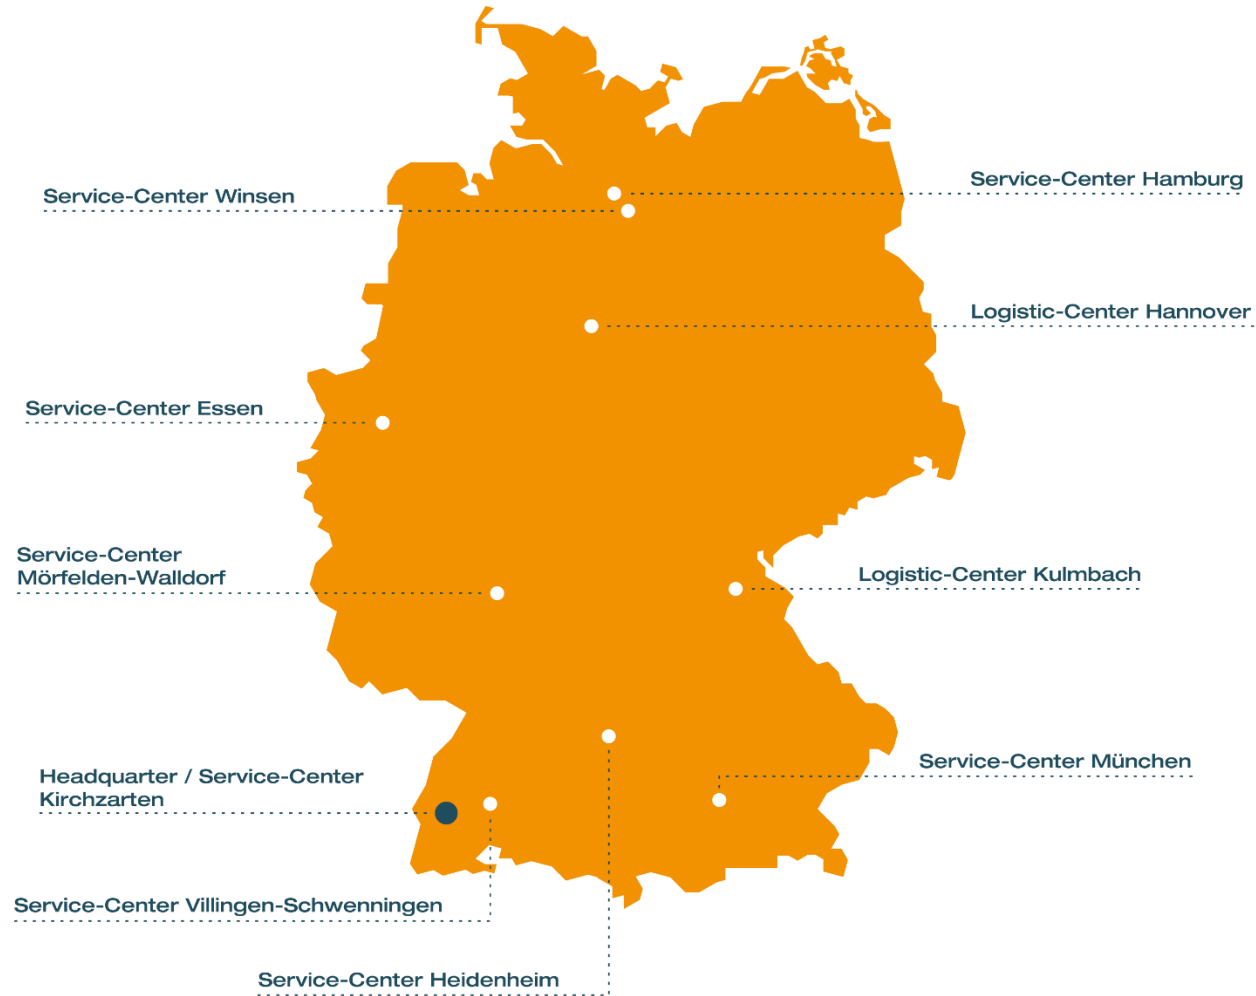 Service-Center Hamburg
Service-Center Winsen
Logistic-Center Hannover
Service-Center Essen
Service-Center
Mörfelden-Walldorf
Logistic-Center Kulmbach
Service-Center München
Headquarter / Service-Center
Kirchzarten
Service-Center Villingen-Schwenningen
Service-Center Heidenheim